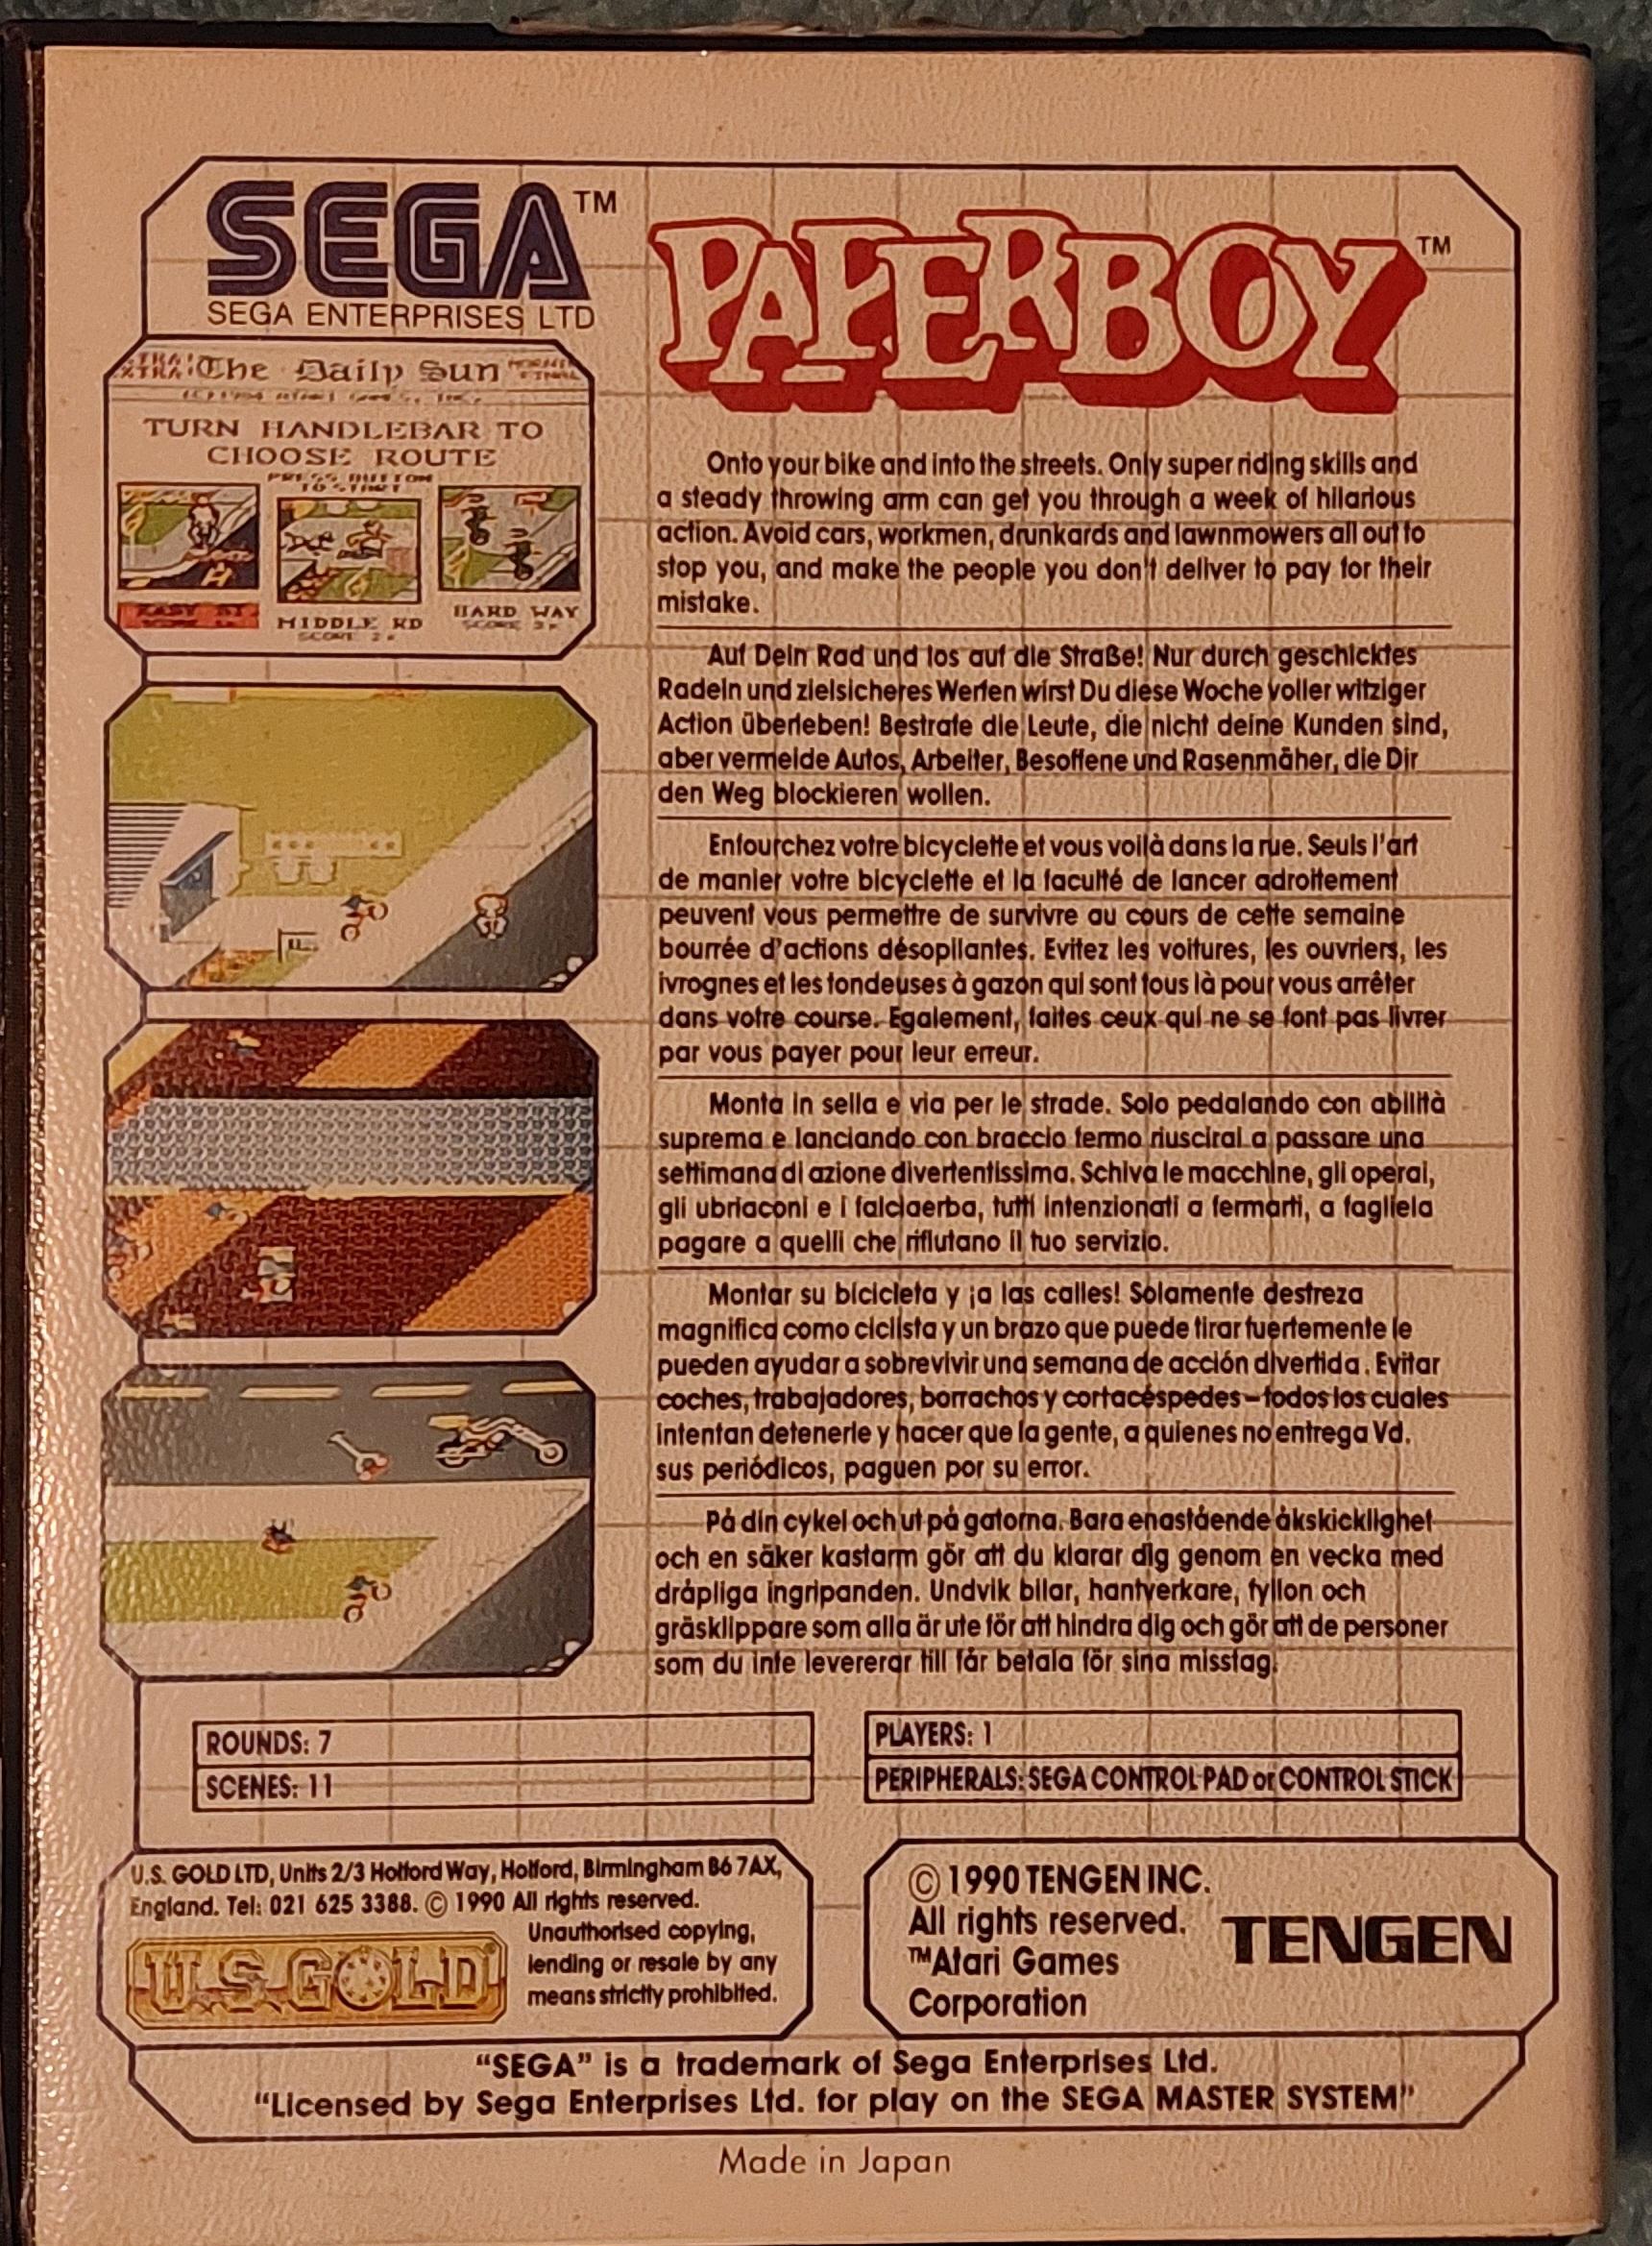 SEGA™
SEGA ENTERPRISES LTD
PAPERBOY™
The Daily Sun
TURN HANDLEBAR TO
CHOOSE ROUTE
PRESS BUTTON
TO START
EASY ST
MIDDLE RD
HARD WAY
Onto your bike and into the streets. Only super riding skills and
a steady throwing arm can get you through a week of hilarious
action. Avoid cars, workmen, drunkards and lawnmowers all out to
stop you, and make the people you don't deliver to pay for their
mistake.
Auf Dein Rad und los auf die Straße! Nur durch geschicktes
Radeln und zielsicheres Werfen wirst Du diese Woche voller witziger
Action überleben! Bestrafe die Leute, die nicht deine Kunden sind,
aber vermeide Autos, Arbeiter, Besoffene und Rasenmäher, die Dir
den Weg blockieren wollen.
Enfourchez votre bicyclette et vous voilà dans la rue. Seuls l'art
de manier votre bicyclette et la faculté de lancer adroitement
peuvent vous permettre de survivre au cours de cette semaine
bourrée d'actions désopilantes. Evitez les voitures, les ouvriers, les
ivrognes et les tondeuses à gazon qui sont tous là pour vous arrêter
dans votre course. Egalement, faites ceux qui ne se font pas livrer
par vous payer pour leur erreur.
Monta in sella e via per le strade. Solo pedalando con abilità
suprema e lanciando con braccio fermo riuscirai a passare una
settimana di azione divertentissima. Schiva le macchine, gli operai,
gli ubriaconi e i falciaerba, tutti intenzionati a fermarti, a fagliela
pagare a quelli che rifiutano il tuo servizio.
Montar su bicicleta y ¡a las calles! Solamente destreza
magnifica como ciclista y un brazo que puede tirar fuertemente le
pueden ayudar a sobrevivir una semana de acción divertida. Evitar
coches, trabajadores, borrachos y cortacéspedes – todos los cuales
intentan detenerle y hacer que la gente, a quienes no entrega Vd.
sus periódicos, paguen por su error.
På din cykel och ut på gatorna. Bara enastående åkskicklighet
och en säker kastarm gör att du klarar dig genom en vecka med
dråpliga ingripanden. Undvik bilar, hantverkare, fyllon och
gräsklippare som alla är ute för att hindra dig och gör att de personer
som du inte levererar till får betala för sina misstag.
ROUNDS: 7
SCENES: 11
PLAYERS: 1
PERIPHERALS: SEGA CONTROL PAD or CONTROL STICK
U.S. GOLD LTD, Units 2/3 Holford Way, Holford, Birmingham B6 7AX,
England. Tel: 021 625 3388. © 1990 All rights reserved.
Unauthorised copying,
lending or resale by any
means strictly prohibited.
U.S. GOLD
© 1990 TENGEN INC.
All rights reserved.
™Atari Games
Corporation
TENGEN
"SEGA" is a trademark of Sega Enterprises Ltd.
"Licensed by Sega Enterprises Ltd. for play on the SEGA MASTER SYSTEM"
Made in Japan